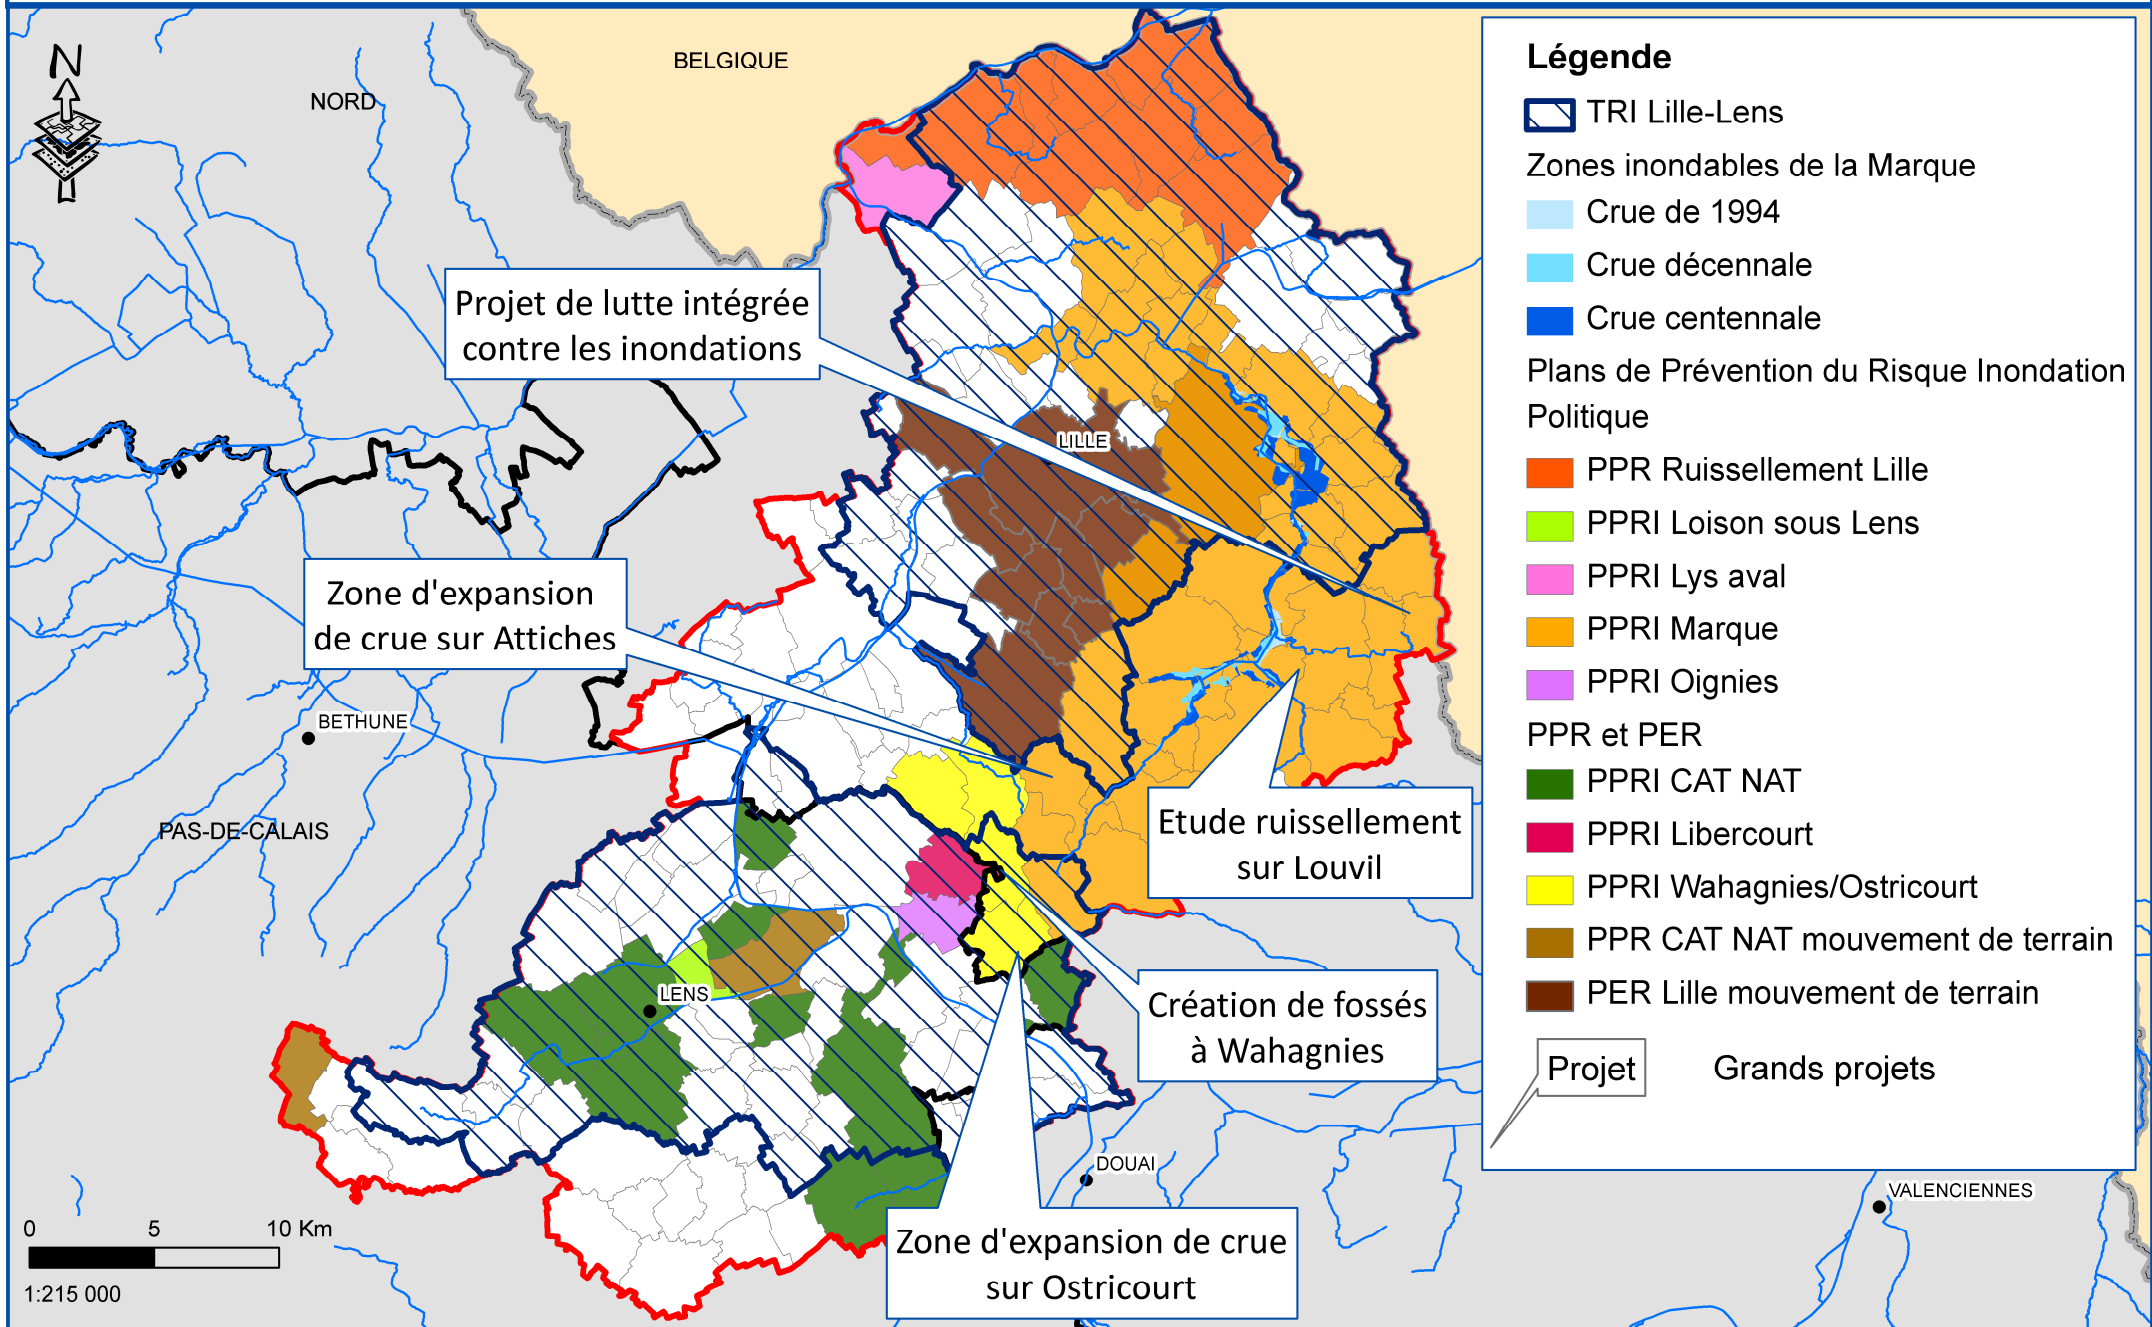 N
BELGIQUE
NORD
Projet de lutte intégrée
contre les inondations
LILLE
Zone d'expansion
de crue sur Attiches
BETHUNE
PAS-DE-CALAIS
Etude ruissellement
sur Louvil
LENS
Création de fossés
à Wahagnies
DOUAI
VALENCIENNES
Zone d'expansion de crue
sur Ostricourt
0 5 10 Km
1:215 000
Légende
TRI Lille-Lens
Zones inondables de la Marque
Crue de 1994
Crue décennale
Crue centennale
Plans de Prévention du Risque Inondation
Politique
PPR Ruissellement Lille
PPRI Loison sous Lens
PPRI Lys aval
PPRI Marque
PPRI Oignies
PPR et PER
PPRI CAT NAT
PPRI Libercourt
PPRI Wahagnies/Ostricourt
PPR CAT NAT mouvement de terrain
PER Lille mouvement de terrain
Projet Grands projets